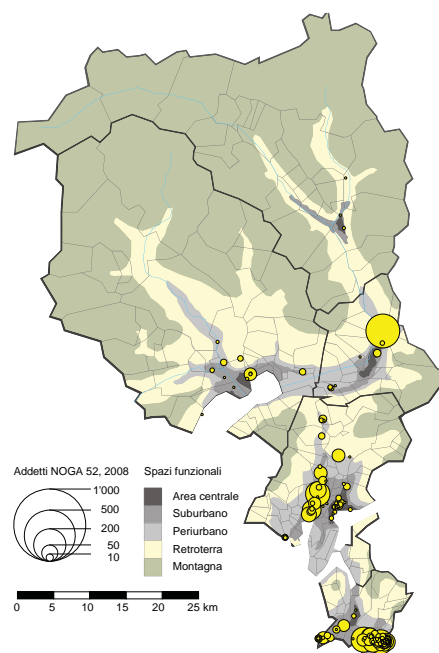 Addetti NOGA 52, 2008
1'000
500
200
50
10
Spazi funzionali
Area centrale
Suburbano
Periurbano
Retroterra
Montagna
0 5 10 15 20 25 km